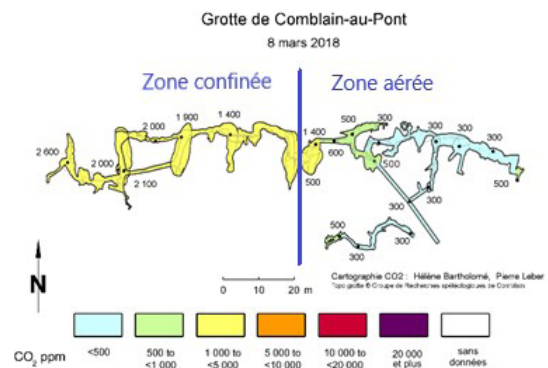 Grotte de Comblain-au-Pont
8 mars 2018
Zone confinée
Zone aérée
2 600
2 000
2 000
2 100
1 900
1 400
1 400
500
600
500
300
500
300
300
300
500
300
300
500
300
300
300
N
0 10 20 m
Cartographie CO2 : Hélène Bartholomé, Pierre Leber
Topo grotte © Groupe de Recherches spéléologiques de Comblain
CO2 ppm
<500
500 to <1 000
1 000 to <5 000
5 000 to <10 000
10 000 to <20 000
20 000 et plus
sans données